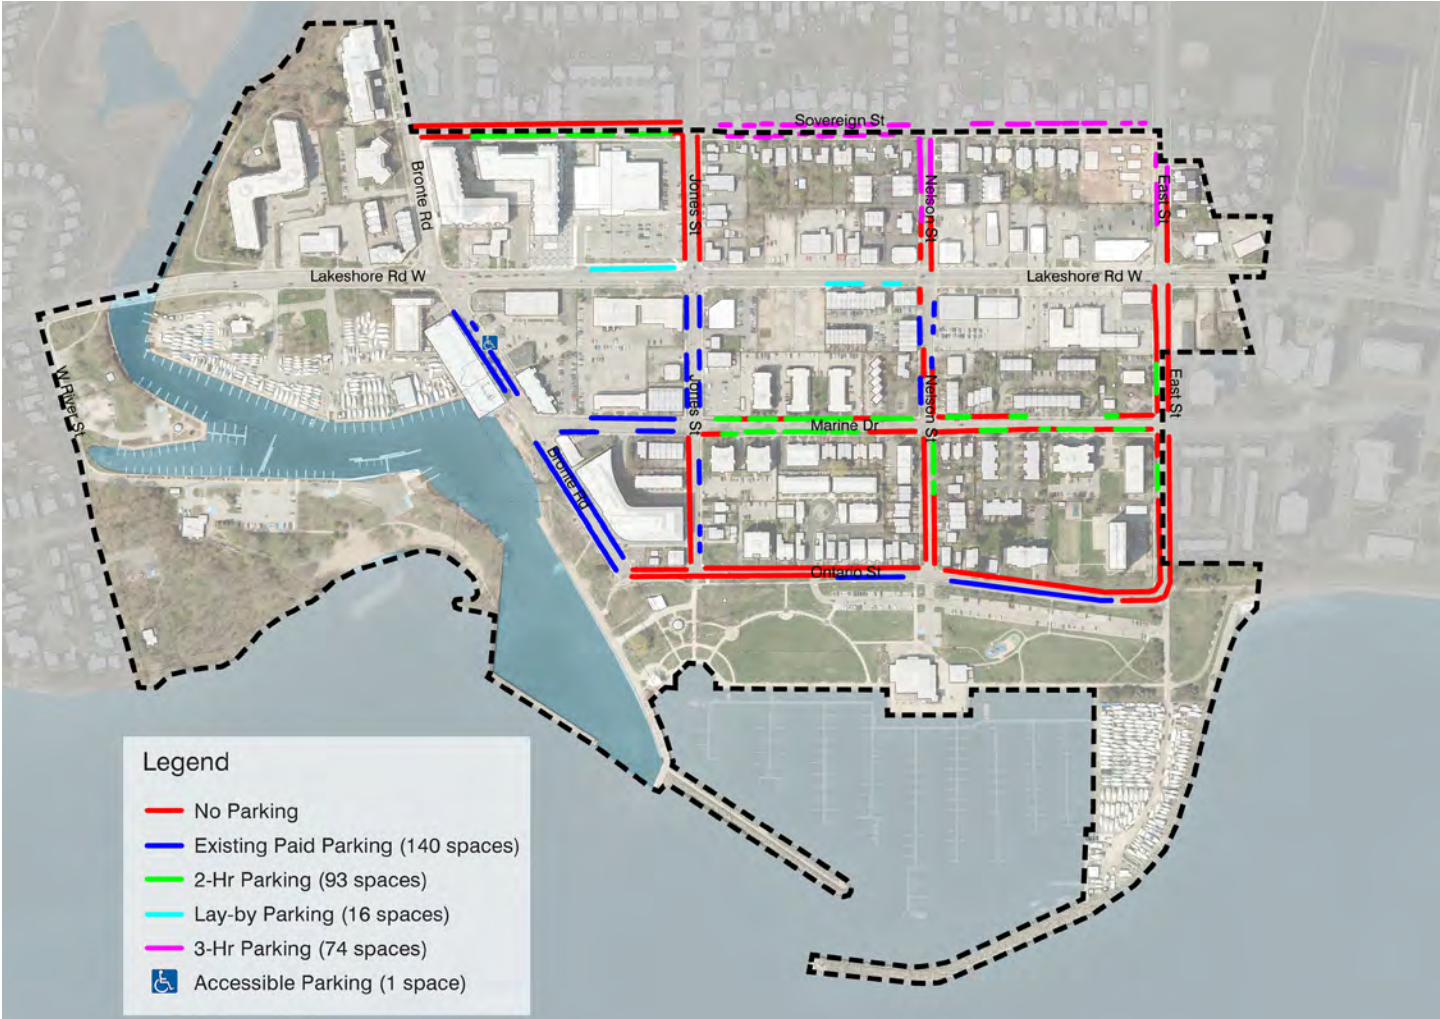 Sovereign St
Bronte Rd
Jones St
Nelson St
East St
Lakeshore Rd W
Lakeshore Rd W
W River St
Jones St
Nelson St
East St
Marine Dr
Bronte Rd
Ontario St
Legend
No Parking
Existing Paid Parking (140 spaces)
2-Hr Parking (93 spaces)
Lay-by Parking (16 spaces)
3-Hr Parking (74 spaces)
Accessible Parking (1 space)